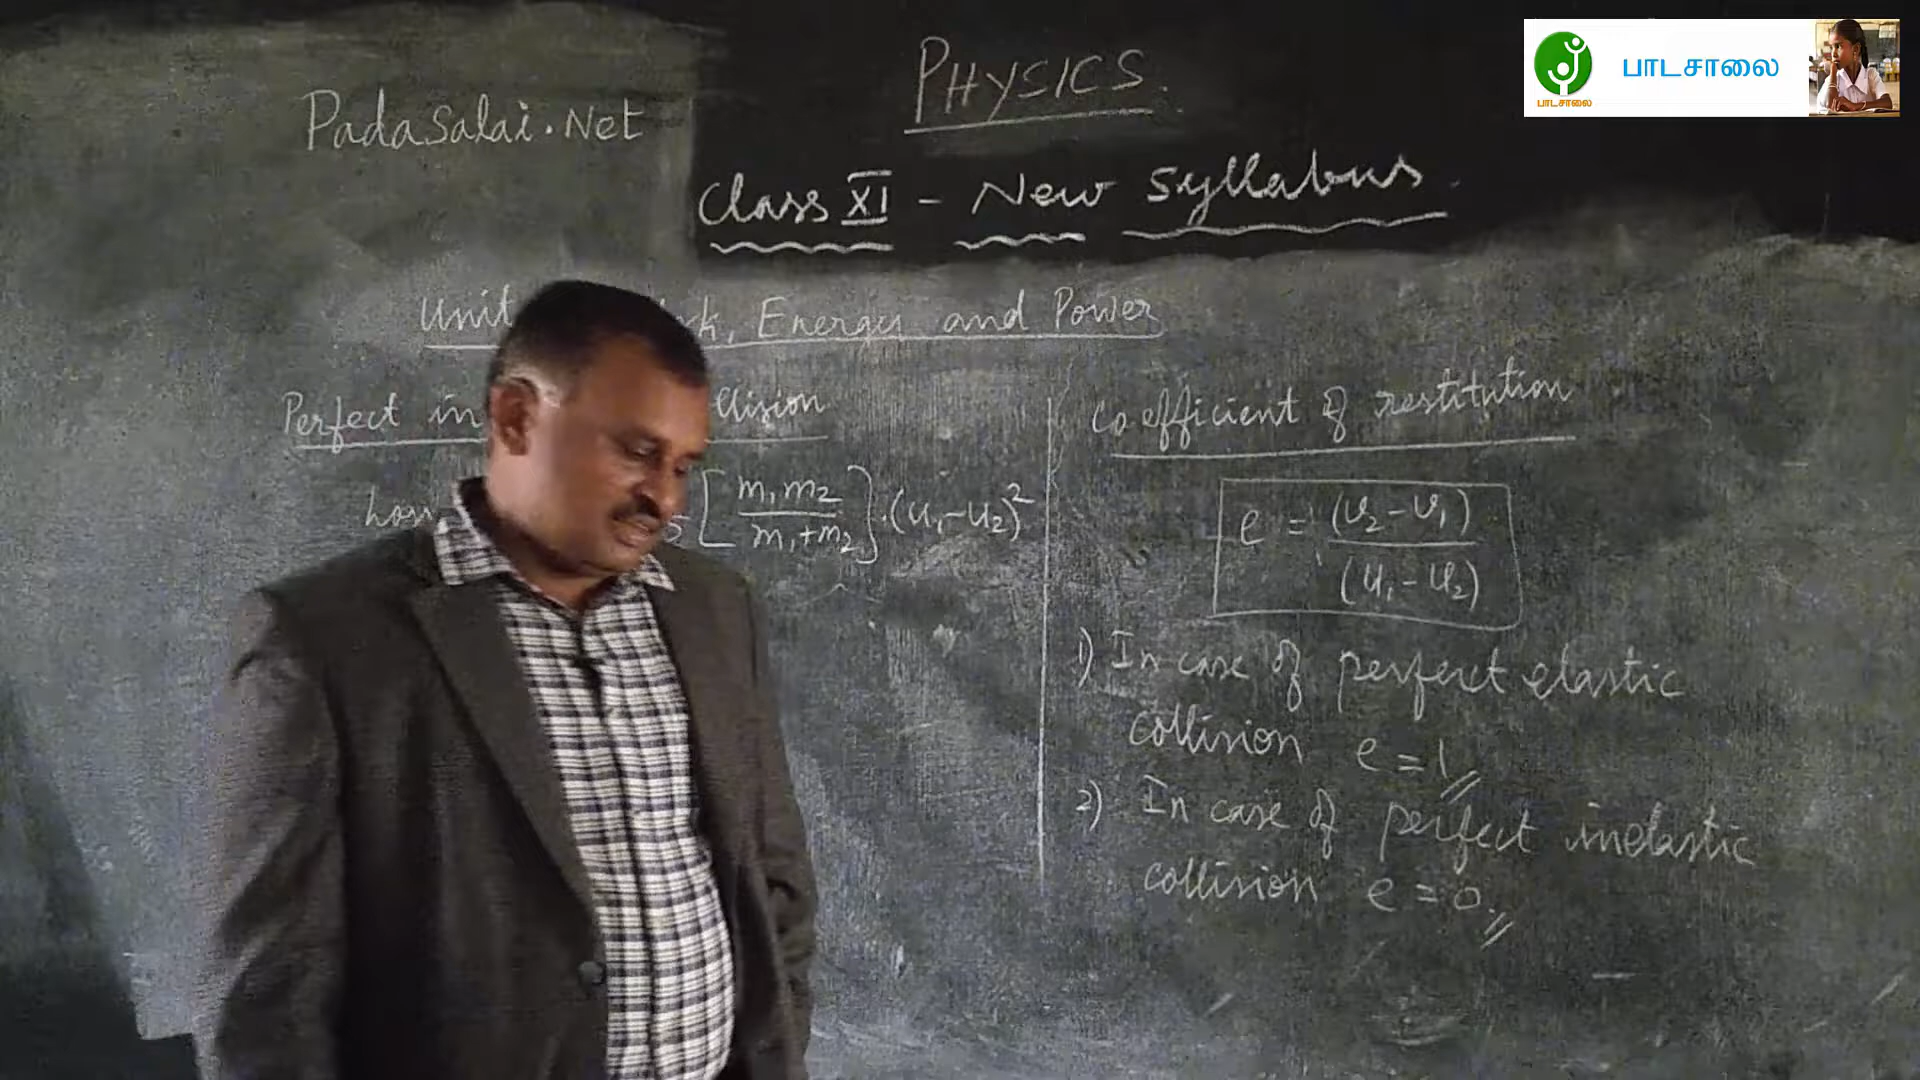 பாடசாலை
பாடசாலை
PHYSICS.
PadaSalai.Net
Class XI - New Syllabus.
Unit , Energy and Power
Perfect
Coefficient of restitution
Loss [m₁m₂/m₁+m₂].(u₁-u₂)²
e = (v₂-v₁)/(u₁-u₂)
1) In case of perfect elastic
collision e = 1
2) In case of perfect inelastic
collision e = 0.